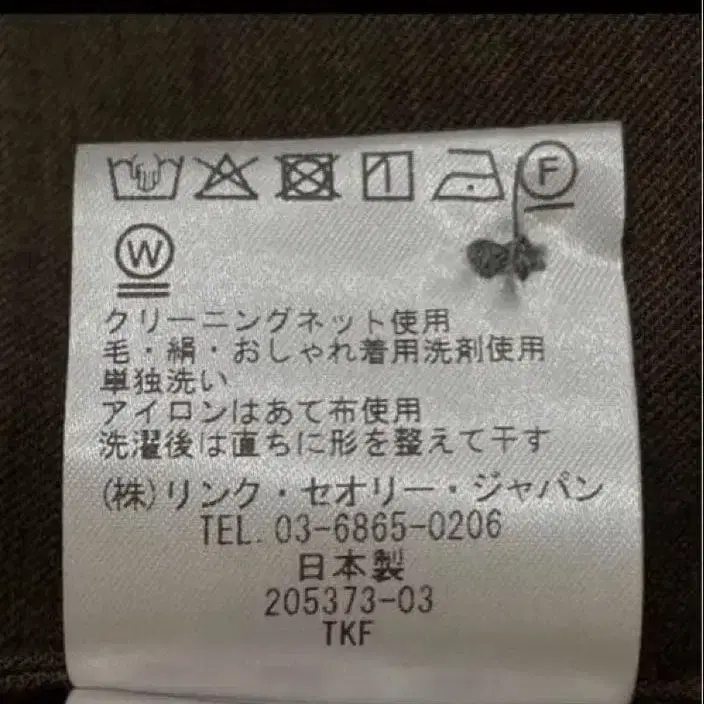 F
W
クリーニングネット使用
毛・絹・おしゃれ着用洗剤使用
単独洗い
アイロンはあて布使用
洗濯後は直ちに形を整えて干す
(株)リンク・セオリー・ジャパン
TEL. 03-6865-0206
日本製
205373-03
TKF